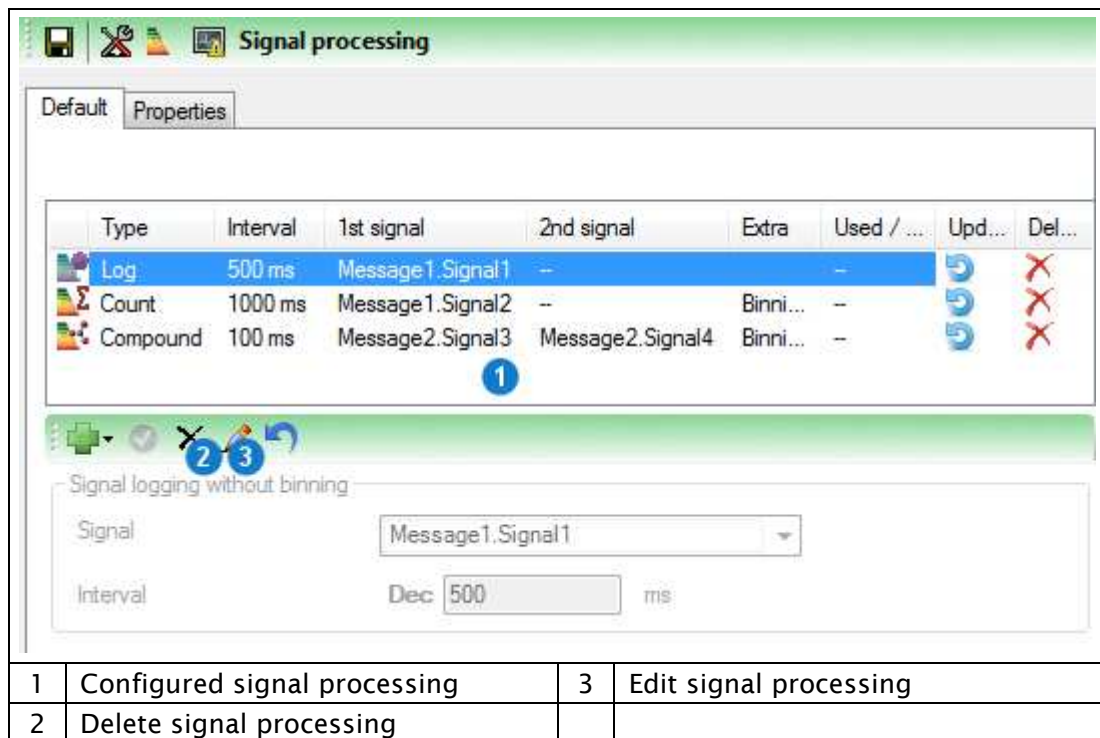 Signal processing
Default Properties
Type Interval 1st signal 2nd signal Extra Used / ... Upd... Del...
Log 500 ms Message1.Signal1 -- --
Count 1000 ms Message1.Signal2 -- Binni... --
Compound 100 ms Message2.Signal3 Message2.Signal4 Binni... --
1
2 3
Signal logging without binning
Signal Message1.Signal1
Interval Dec 500 ms
1 Configured signal processing 3 Edit signal processing
2 Delete signal processing